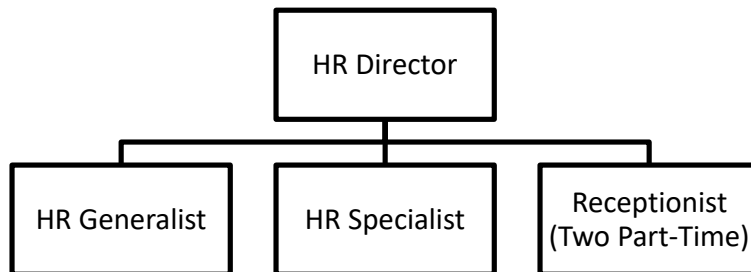 HR Director
HR Generalist
HR Specialist
Receptionist
(Two Part-Time)